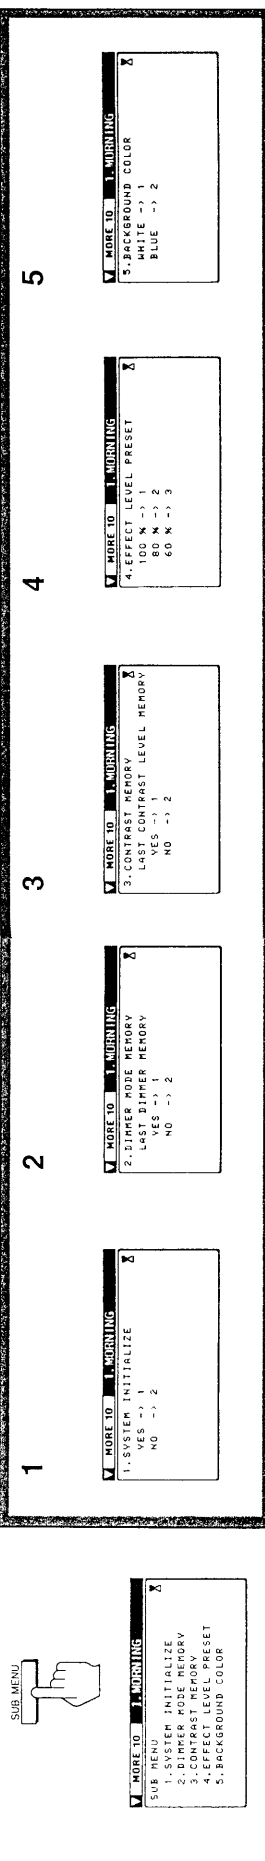 SUB MENU
MORE 10 1.MORNING
SUB MENU
1.SYSTEM INITIALIZE
2.DIMMER MODE MEMORY
3.CONTRAST MEMORY
4.EFFECT LEVEL PRESET
5.BACKGROUND COLOR
1
MORE 10 1.MORNING
1.SYSTEM INITIALIZE
YES -> 1
NO -> 2
2
MORE 10 1.MORNING
2.DIMMER MODE MEMORY
LAST DIMMER MEMORY
YES -> 1
NO -> 2
3
MORE 10 1.MORNING
3.CONTRAST MEMORY
LAST CONTRAST LEVEL MEMORY
YES -> 1
NO -> 2
4
MORE 10 1.MORNING
4.EFFECT LEVEL PRESET
100 % -> 1
80 % -> 2
60 % -> 3
5
MORE 10 1.MORNING
5.BACKGROUND COLOR
WHITE -> 1
BLUE -> 2